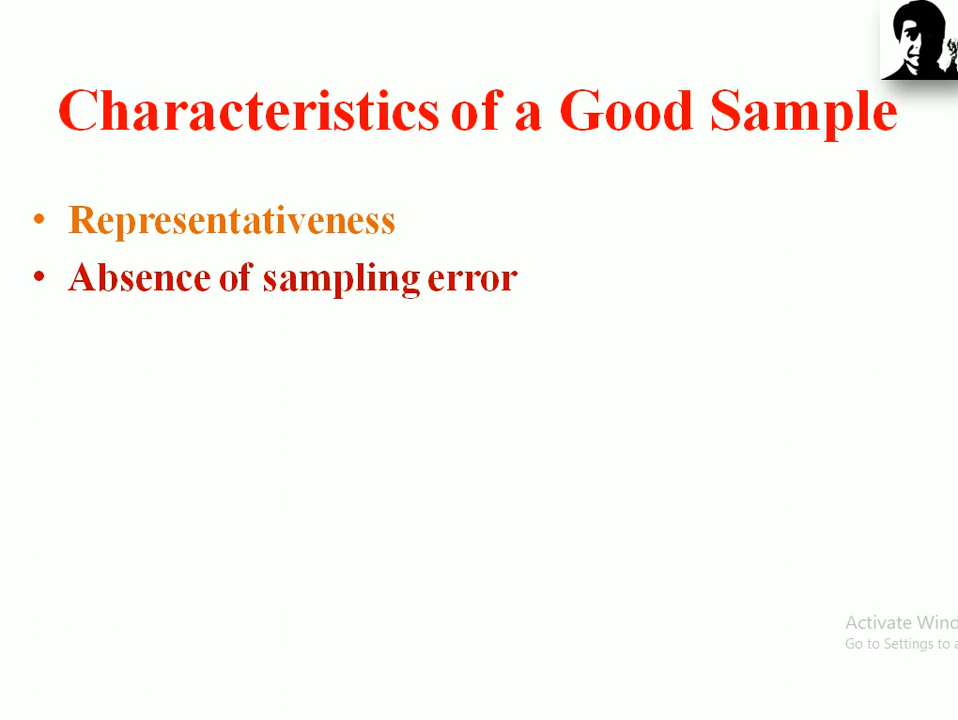 Characteristics of a Good Sample
• Representativeness
• Absence of sampling error
Activate Wind
Go to Settings to a